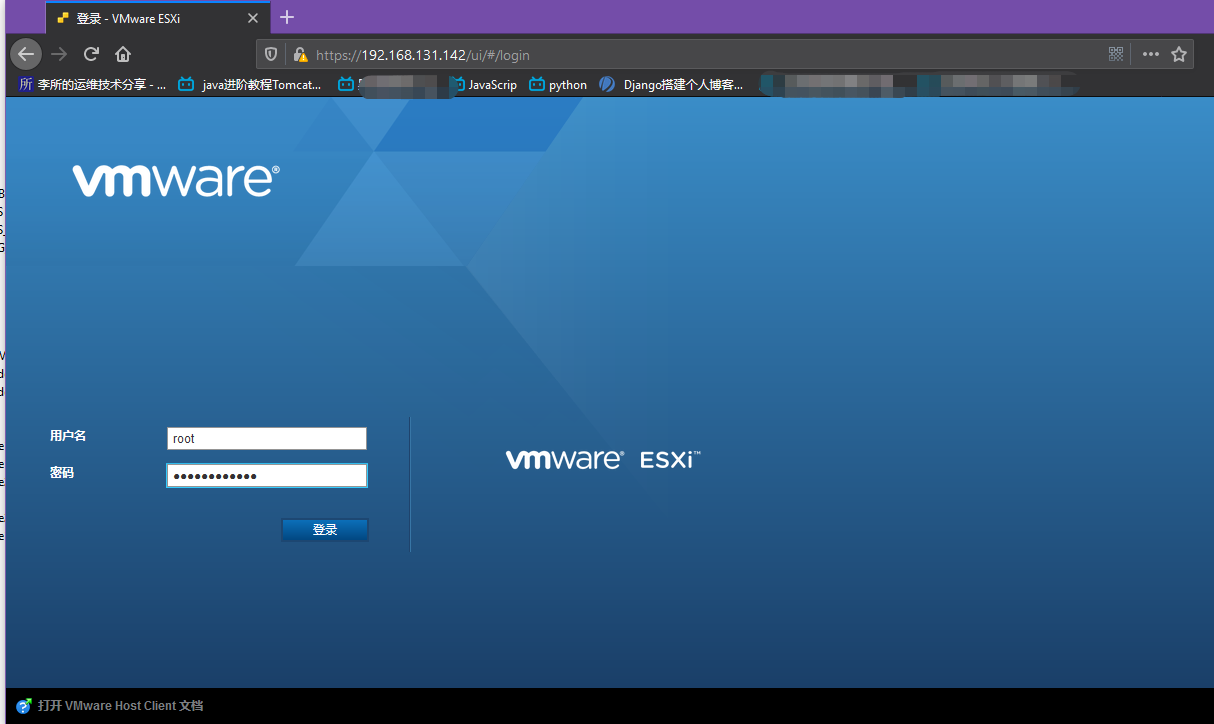 登录 - VMware ESXi
https://192.168.131.142/ui/#/login
所 李所的运维技术分享 - ... java进阶教程Tomcat... JavaScrip python Django搭建个人博客...
vmware®
用户名 root
密码 ●●●●●●●●●●●●
vmware® ESXi™
登录
打开 VMware Host Client 文档